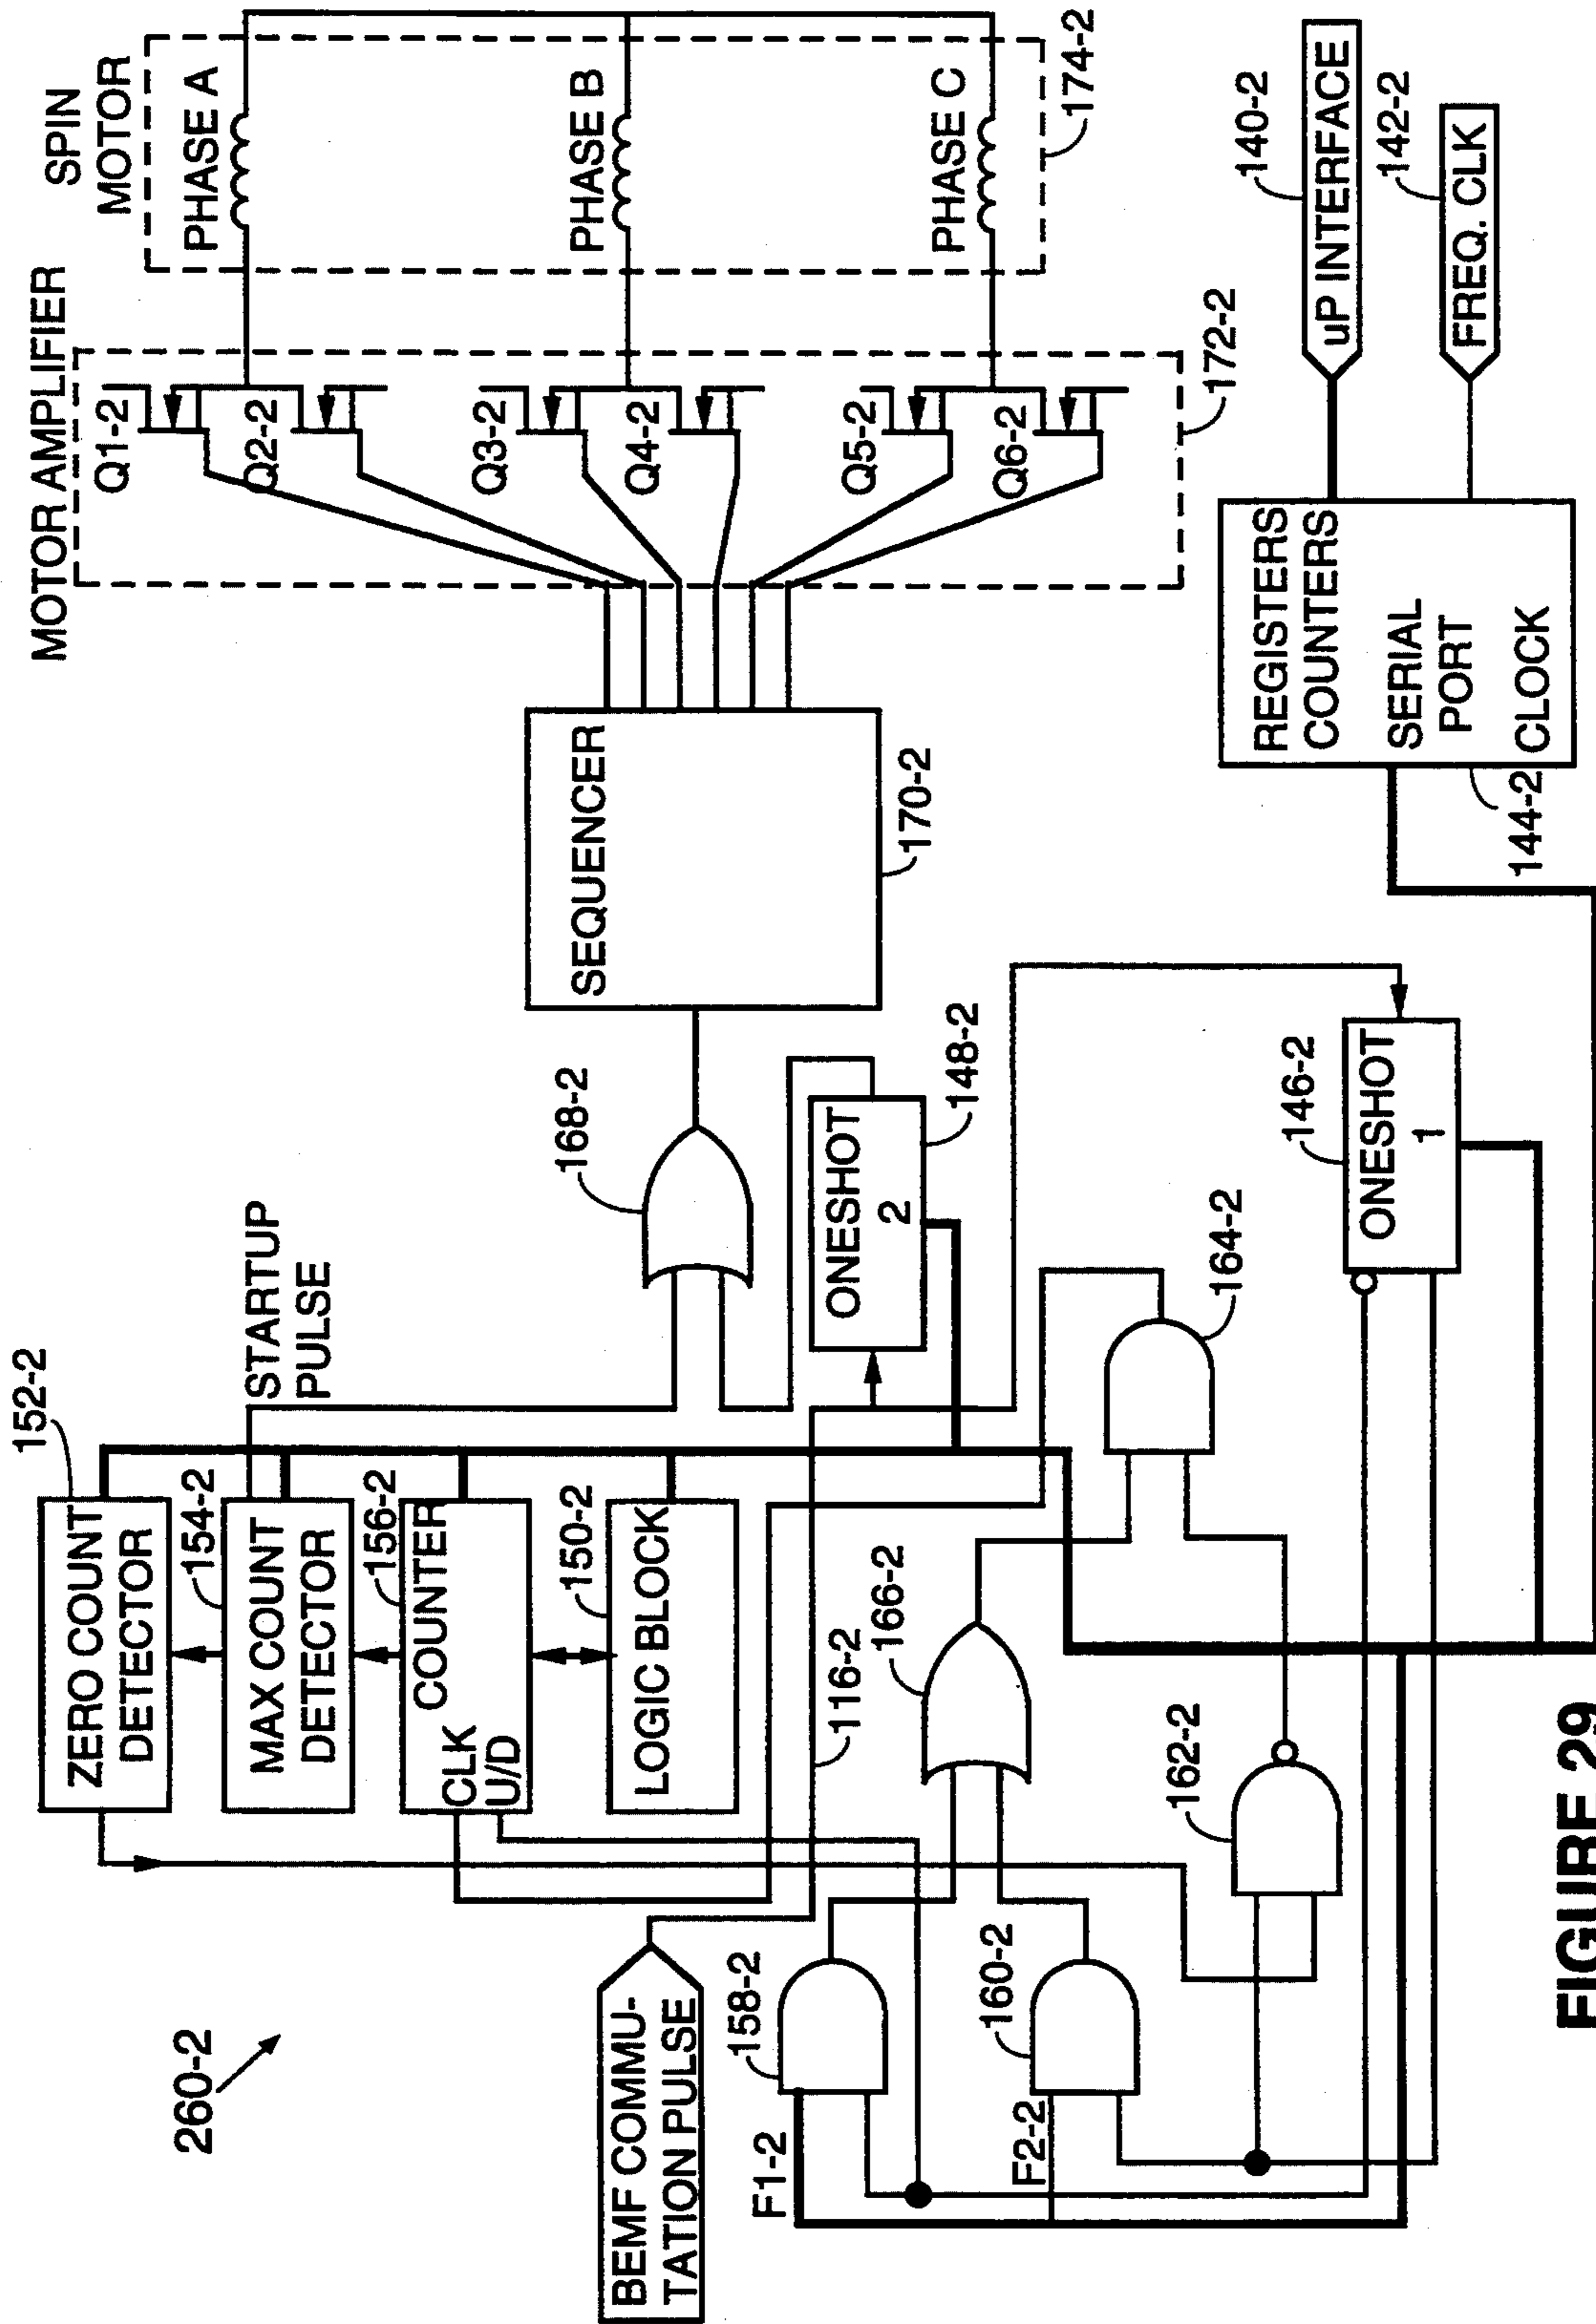 260-2
152-2
ZERO COUNT
DETECTOR
154-2
MAX COUNT
DETECTOR
STARTUP
PULSE
156-2
COUNTER
CLK
U/D
150-2
LOGIC BLOCK
BEMF COMMU-
TATION PULSE
116-2
168-2
SEQUENCER
170-2
MOTOR AMPLIFIER
Q1-2
Q2-2
Q3-2
Q4-2
Q5-2
Q6-2
172-2
SPIN
MOTOR
PHASE A
PHASE B
PHASE C
174-2
ONESHOT
2
148-2
F1-2
158-2
F2-2
160-2
166-2
162-2
164-2
146-2
ONESHOT
1
REGISTERS
COUNTERS
SERIAL
PORT
CLOCK
144-2
140-2
uP INTERFACE
142-2
FREQ. CLK
FIGURE 29